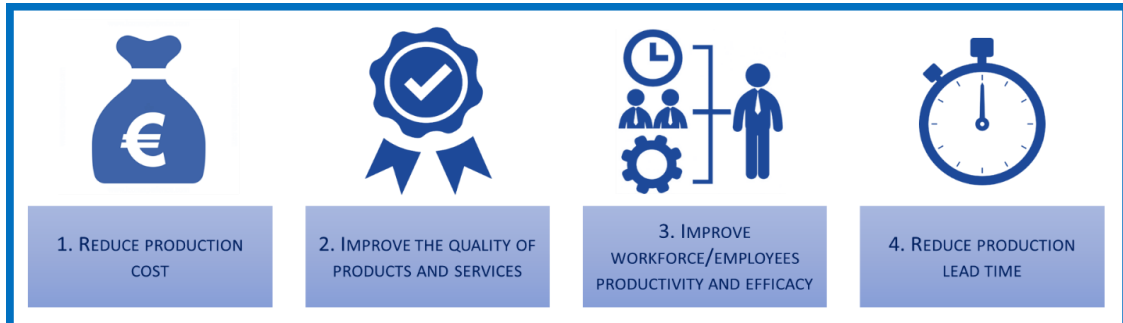 €
1. REDUCE PRODUCTION
COST
2. IMPROVE THE QUALITY OF
PRODUCTS AND SERVICES
3. IMPROVE
WORKFORCE/EMPLOYEES
PRODUCTIVITY AND EFFICACY
4. REDUCE PRODUCTION
LEAD TIME